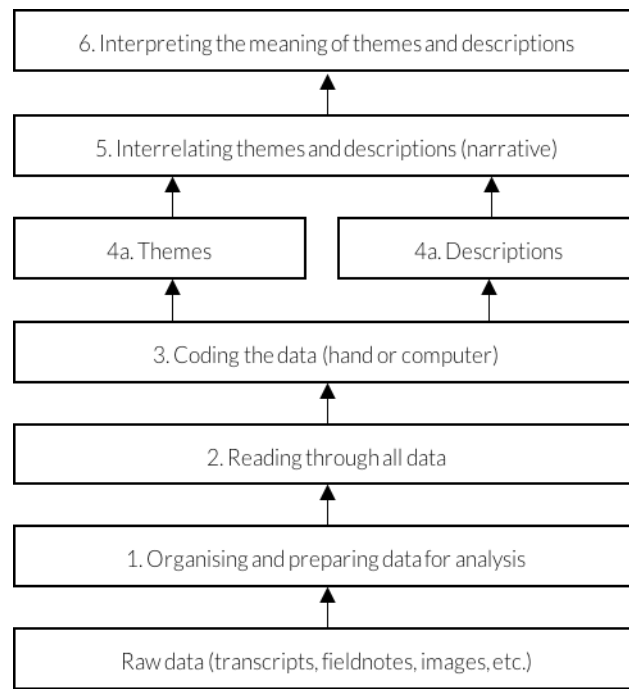 6. Interpreting the meaning of themes and descriptions
5. Interrelating themes and descriptions (narrative)
4a. Themes
4a. Descriptions
3. Coding the data (hand or computer)
2. Reading through all data
1. Organising and preparing data for analysis
Raw data (transcripts, fieldnotes, images, etc.)